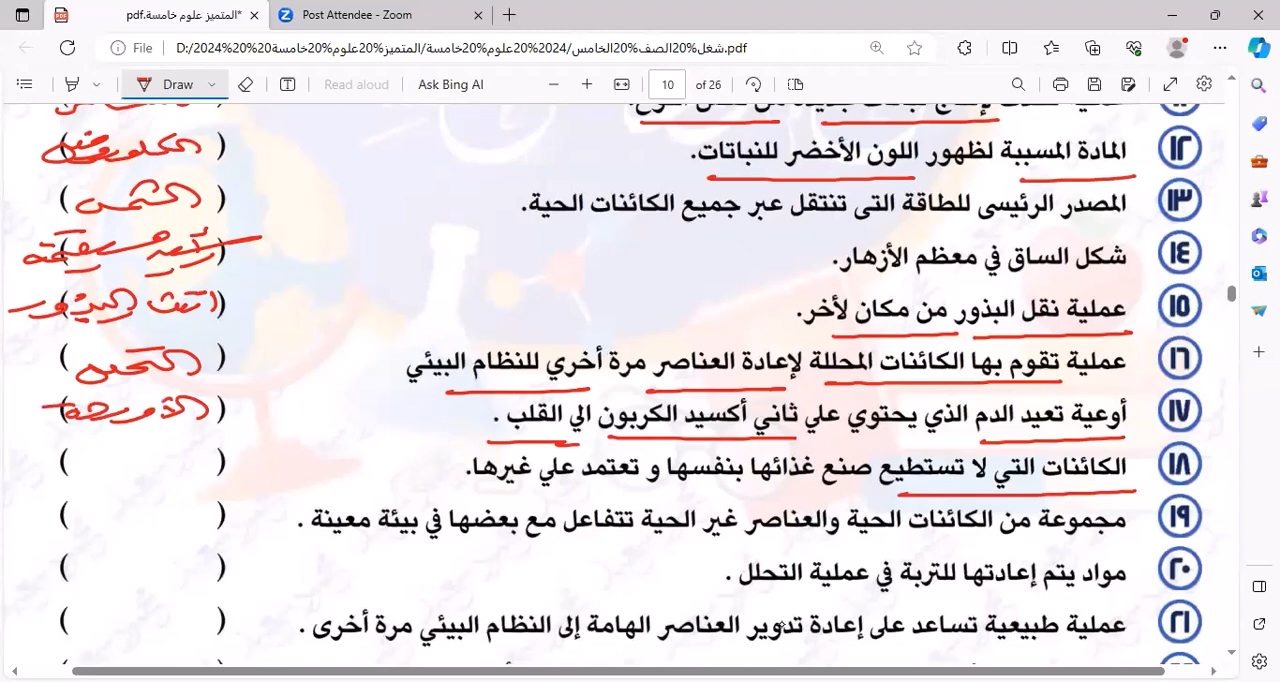 المتميز علوم خامسة.pdf*
Post Attendee - Zoom
File
D:/2024%20%20شغل%20الصف%20الخامس/2024%20علوم%20خامسة/المتميز%20علوم%20خامسة.pdf
Draw
Read aloud
Ask Bing AI
10 of 26
١٢ المادة المسببة لظهور اللون الأخضر للنباتات. ( )
١٣ المصدر الرئيسى للطاقة التى تنتقل عبر جميع الكائنات الحية. (الشمس)
١٤ شكل الساق في معظم الأزهار. ( )
١٥ عملية نقل البذور من مكان لأخر. (انتشار البذور)
١٦ عملية تقوم بها الكائنات المحللة لإعادة العناصر مرة أخري للنظام البيئي (التحلل)
١٧ أوعية تعيد الدم الذي يحتوي علي ثاني أكسيد الكربون الي القلب . (الأوردة)
١٨ الكائنات التي لا تستطيع صنع غذائها بنفسها و تعتمد علي غيرها. ( )
١٩ مجموعة من الكائنات الحية والعناصر غير الحية تتفاعل مع بعضها في بيئة معينة . ( )
٢٠ مواد يتم إعادتها للتربة في عملية التحلل . ( )
٢١ عملية طبيعية تساعد على إعادة تدوير العناصر الهامة إلى النظام البيئي مرة أخرى . ( )